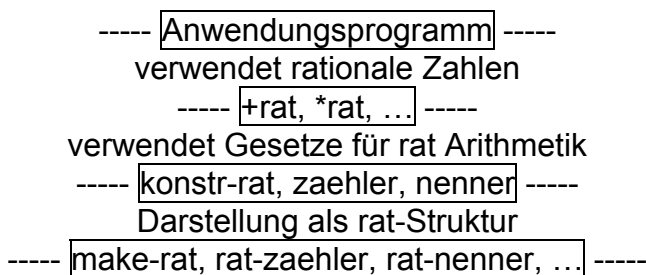 ----- Anwendungsprogramm -----
verwendet rationale Zahlen
----- +rat, *rat, … -----
verwendet Gesetze für rat Arithmetik
----- konstr-rat, zaehler, nenner -----
Darstellung als rat-Struktur
----- make-rat, rat-zaehler, rat-nenner, … -----